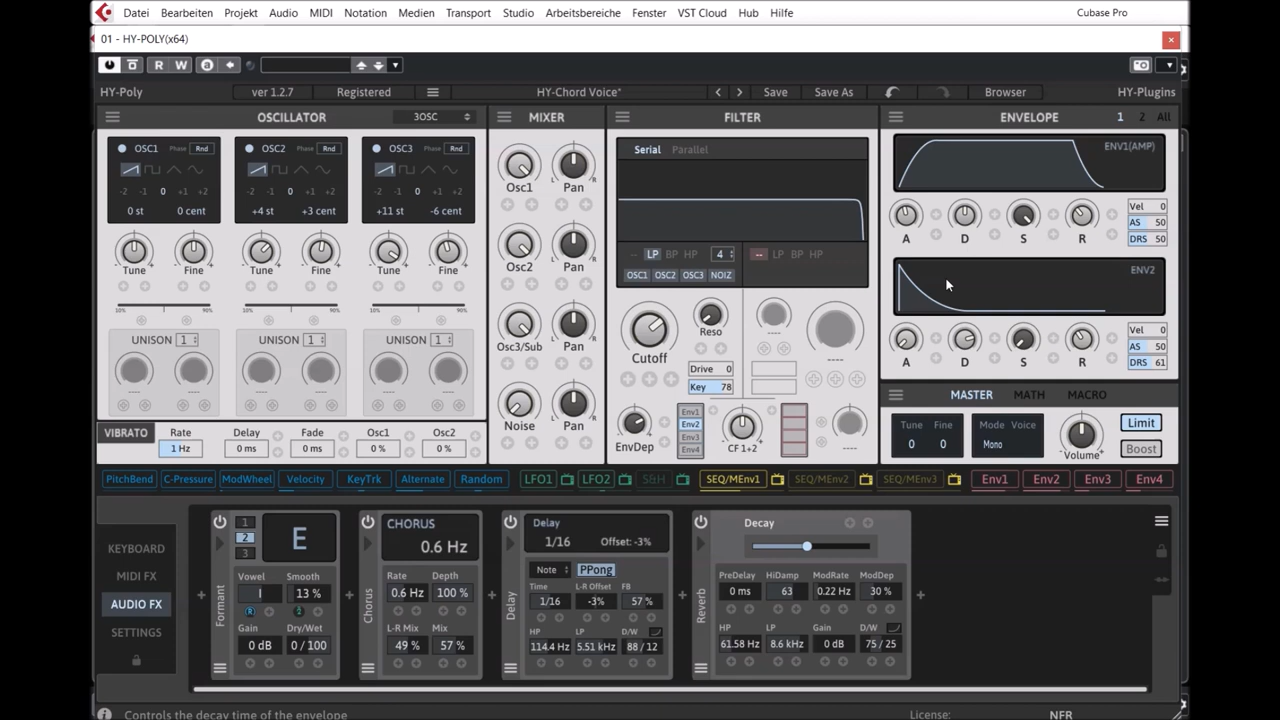 Datei Bearbeiten Projekt Audio MIDI Notation Medien Transport Studio Arbeitsbereiche Fenster VST Cloud Hub Hilfe Cubase Pro
01 - HY-POLY(x64)
R W a
HY-Poly ver 1.2.7 Registered HY-Chord Voice* Save Save As Browser HY-Plugins
OSCILLATOR 3OSC MIXER FILTER ENVELOPE 1 2 All
OSC1 Phase Rnd OSC2 Phase Rnd OSC3 Phase Rnd
Serial Parallel ENV1(AMP)
-2 -1 0 +1 +2 -2 -1 0 +1 +2 -2 -1 0 +1 +2
0 st 0 cent +4 st +3 cent +11 st -6 cent
Osc1 L Pan R
Vel 0
AS 50
DRS 50
A D S R
Tune Fine Tune Fine Tune Fine
Osc2 L Pan R
-- LP BP HP 4 -- LP BP HP
OSC1 OSC2 OSC3 NOIZ
ENV2
10% 90% 10% 90% 10% 90%
UNISON 1 UNISON 1 UNISON 1
Osc3/Sub L Pan R
Cutoff Reso ---- ----
Drive 0
Key 78
Vel 0
AS 50
DRS 61
A D S R
Noise L Pan R
MASTER MATH MACRO
EnvDep
Env1
Env2
Env3
Env4
CF 1+2 ----
Tune Fine
0 0
Mode Voice
Mono
Volume
Limit
Boost
VIBRATO Rate Delay Fade Osc1 Osc2
1 Hz 0 ms 0 ms 0 % 0 %
PitchBend C-Pressure ModWheel Velocity KeyTrk Alternate Random LFO1 LFO2 S&H SEQ/MEnv1 SEQ/MEnv2 SEQ/MEnv3 Env1 Env2 Env3 Env4
KEYBOARD
MIDI FX
AUDIO FX
SETTINGS
Formant
1
2
3
E
Vowel Smooth
13 %
R
Gain Dry/Wet
0 dB 0 / 100
Chorus
CHORUS
0.6 Hz
Rate Depth
0.6 Hz 100 %
L-R Mix Mix
49 % 57 %
Delay
Delay
1/16 Offset: -3%
Note PPong
Time L-R Offset FB
1/16 -3% 57 %
HP LP D/W
114.4 Hz 5.51 kHz 88 / 12
Reverb
Decay
PreDelay HiDamp ModRate ModDep
0 ms 63 0.22 Hz 30 %
HP LP Gain D/W
61.58 Hz 8.6 kHz 0 dB 75 / 25
Controls the decay time of the envelope License: NFR